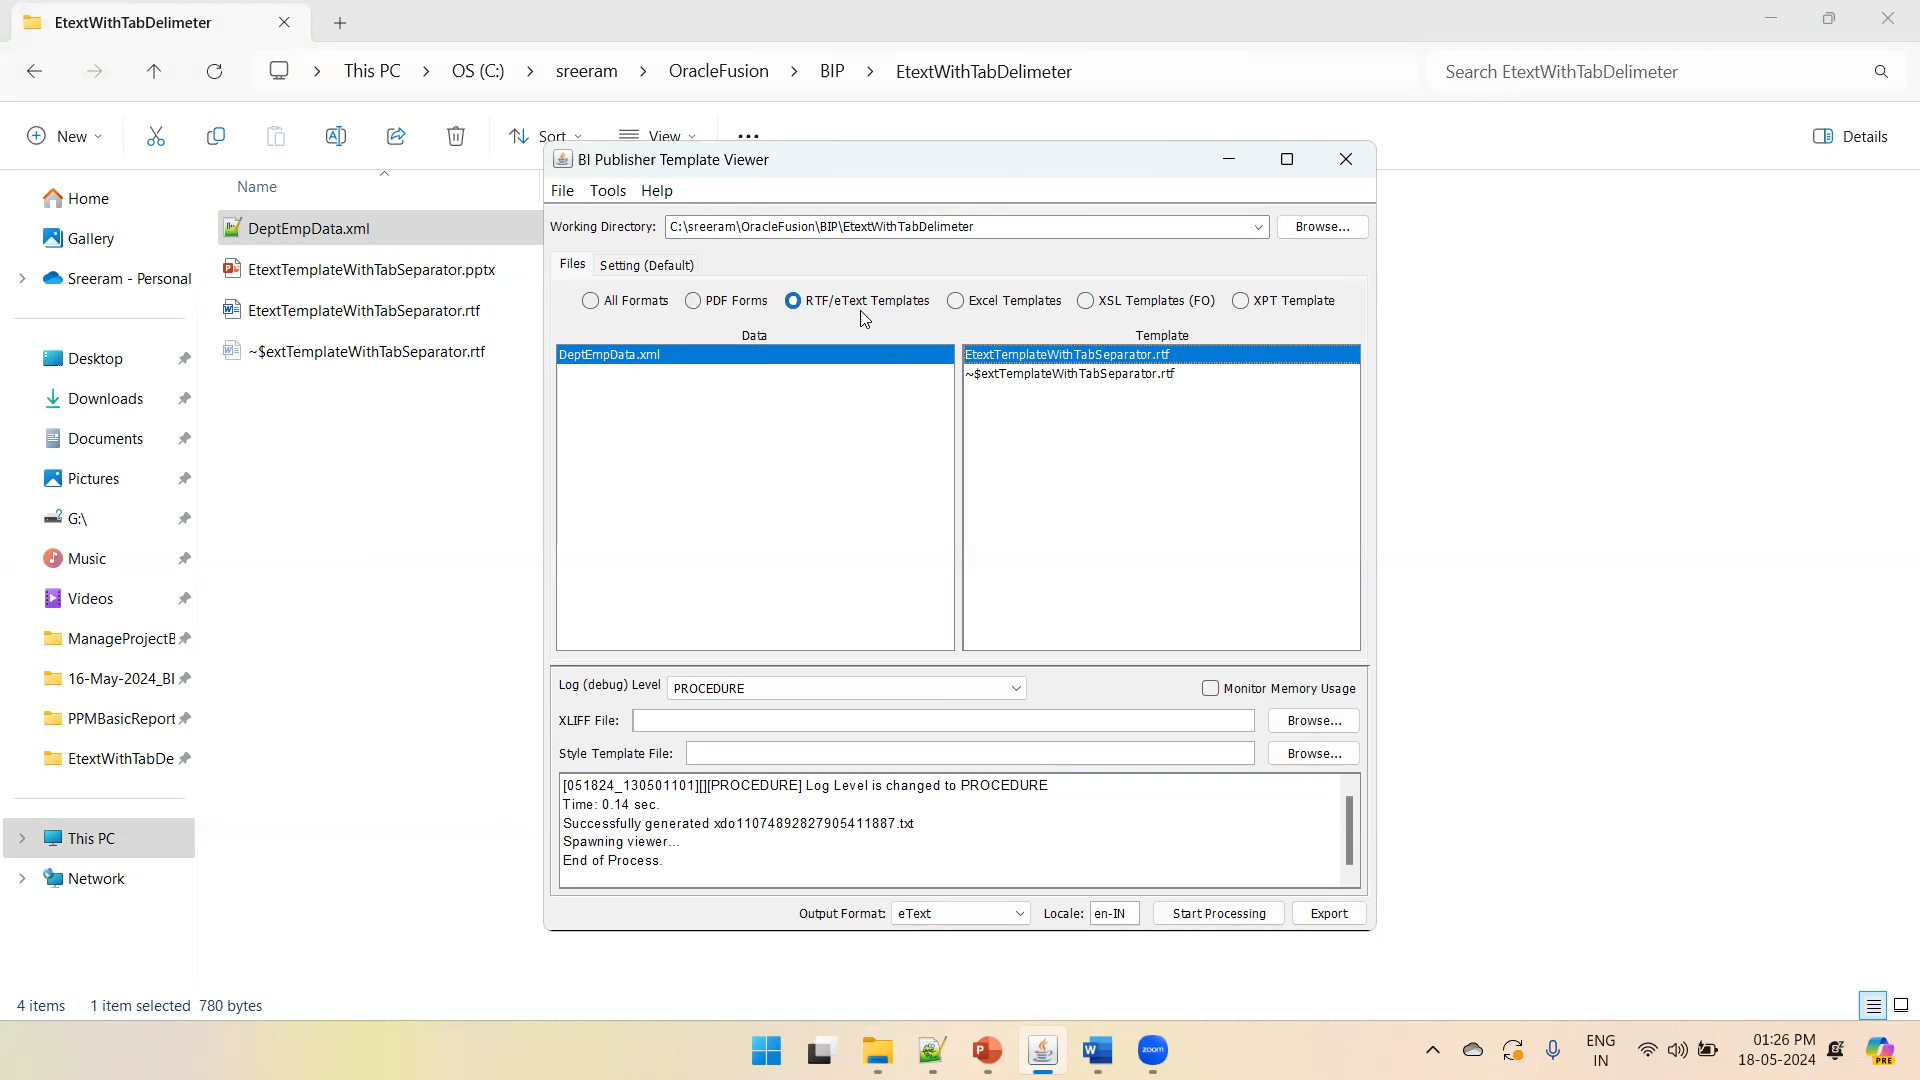 EtextWithTabDelimeter
This PC > OS (C:) > sreeram > OracleFusion > BIP > EtextWithTabDelimeter
Search EtextWithTabDelimeter
New
Sort
View
Details
Name
Home
Gallery
Sreeram - Personal
Desktop
Downloads
Documents
Pictures
G:\
Music
Videos
ManageProjectB
16-May-2024_BI
PPMBasicReport
EtextWithTabDe
This PC
Network
DeptEmpData.xml
EtextTemplateWithTabSeparator.pptx
EtextTemplateWithTabSeparator.rtf
~$extTemplateWithTabSeparator.rtf
BI Publisher Template Viewer
File Tools Help
Working Directory: C:\sreeram\OracleFusion\BIP\EtextWithTabDelimeter Browse...
Files Setting (Default)
All Formats PDF Forms RTF/eText Templates Excel Templates XSL Templates (FO) XPT Template
Data Template
DeptEmpData.xml
EtextTemplateWithTabSeparator.rtf
~$extTemplateWithTabSeparator.rtf
Log (debug) Level PROCEDURE Monitor Memory Usage
XLIFF File: Browse...
Style Template File: Browse...
[051824_130501101][][PROCEDURE] Log Level is changed to PROCEDURE
Time: 0.14 sec.
Successfully generated xdo11074892827905411887.txt
Spawning viewer...
End of Process.
Output Format: eText Locale: en-IN Start Processing Export
4 items 1 item selected 780 bytes
zoom
ENG
IN
01:26 PM
18-05-2024
PRE